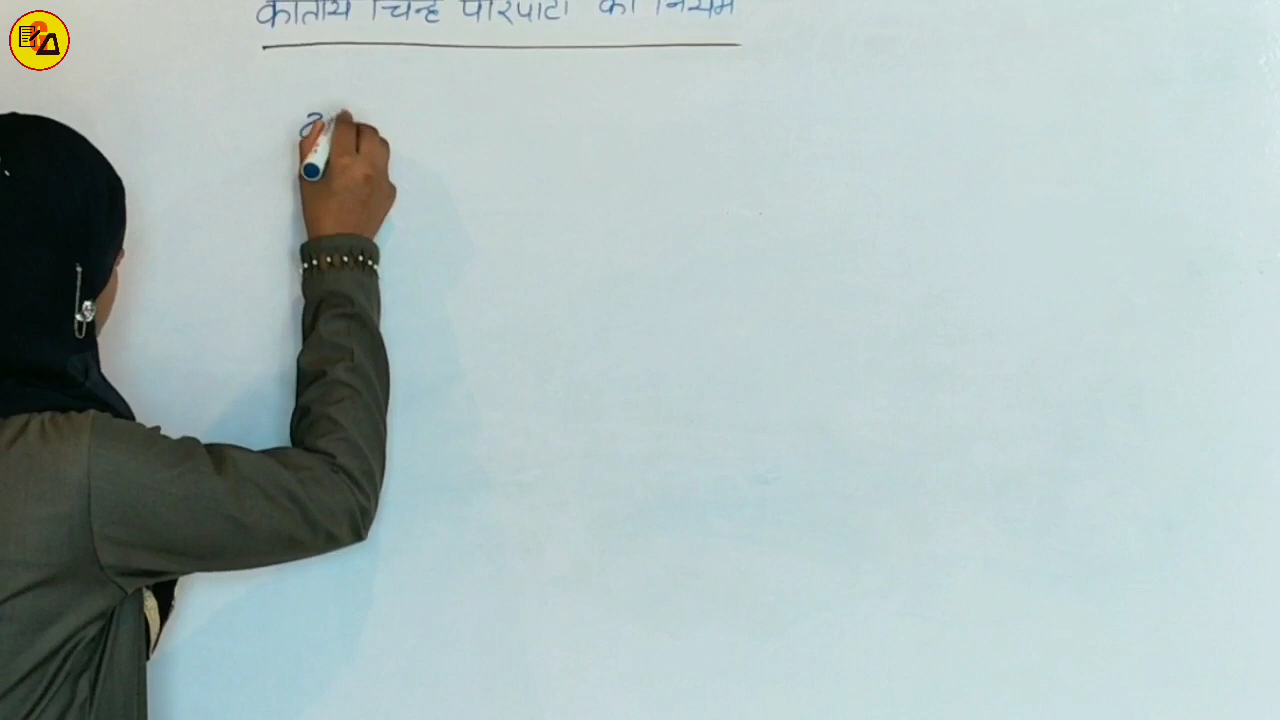 कार्तीय चिन्ह परिपाटी का नियम